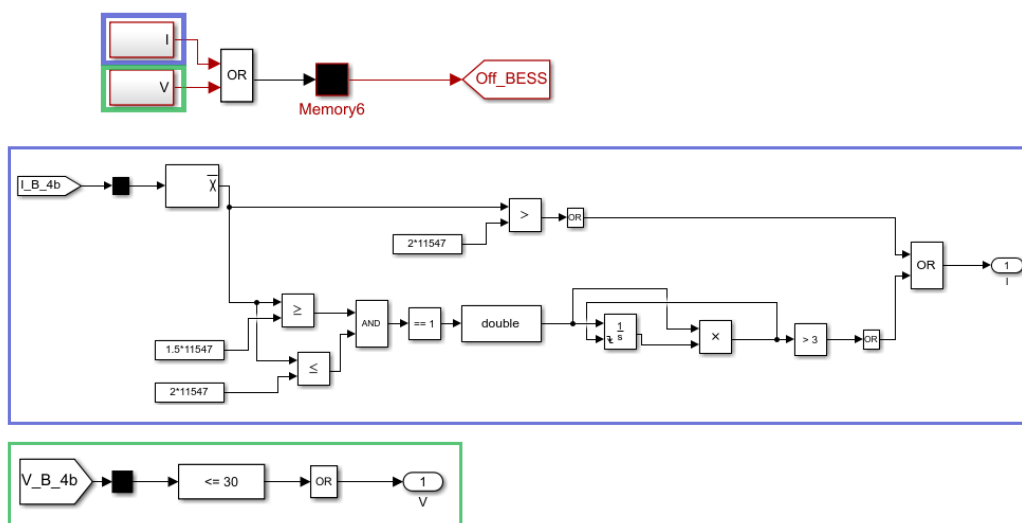 I
V
OR
Memory6
Off_BESS
I_B_4b
X
2*11547
>
OR
OR
1
I
1.5*11547
2*11547
≥
≤
AND
== 1
double
1
s
×
> 3
OR
V_B_4b
<= 30
OR
1
V